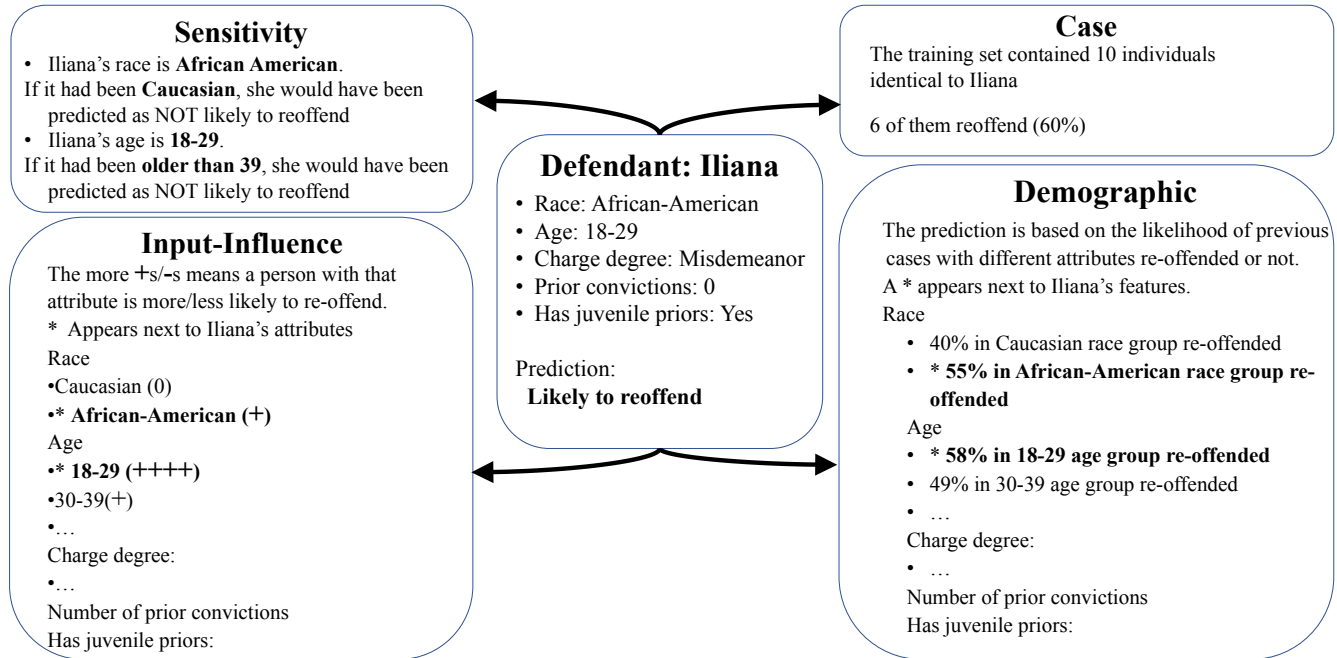 Sensitivity
• Iliana's race is African American.
If it had been Caucasian, she would have been
predicted as NOT likely to reoffend
• Iliana's age is 18-29.
If it had been older than 39, she would have been
predicted as NOT likely to reoffend
Case
The training set contained 10 individuals
identical to Iliana
6 of them reoffend (60%)
Defendant: Iliana
• Race: African-American
• Age: 18-29
• Charge degree: Misdemeanor
• Prior convictions: 0
• Has juvenile priors: Yes
Prediction:
Likely to reoffend
Input-Influence
The more +s/-s means a person with that
attribute is more/less likely to re-offend.
* Appears next to Iliana's attributes
Race
•Caucasian (0)
•* African-American (+)
Age
•* 18-29 (++++)
•30-39(+)
•…
Charge degree:
•…
Number of prior convictions
Has juvenile priors:
Demographic
The prediction is based on the likelihood of previous
cases with different attributes re-offended or not.
A * appears next to Iliana's features.
Race
• 40% in Caucasian race group re-offended
• * 55% in African-American race group re-
offended
Age
• * 58% in 18-29 age group re-offended
• 49% in 30-39 age group re-offended
• …
Charge degree:
• …
Number of prior convictions
Has juvenile priors: